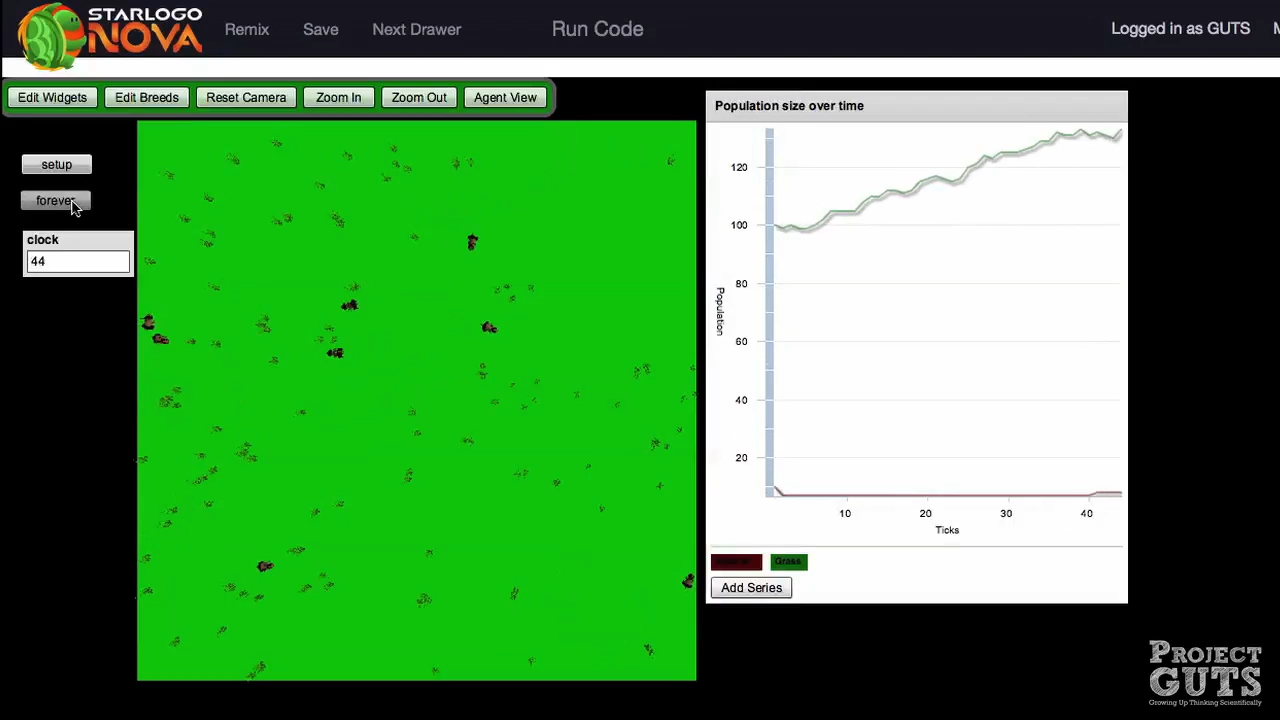 STARLOGO
NOVA
Remix
Save
Next Drawer
Run Code
Logged in as GUTS
Edit Widgets
Edit Breeds
Reset Camera
Zoom In
Zoom Out
Agent View
setup
forever
clock
44
Population size over time
120
100
80
60
40
20
Population
10
20
30
40
Ticks
Grass
Add Series
PROJECT
GUTS
Growing Up Thinking Scientifically